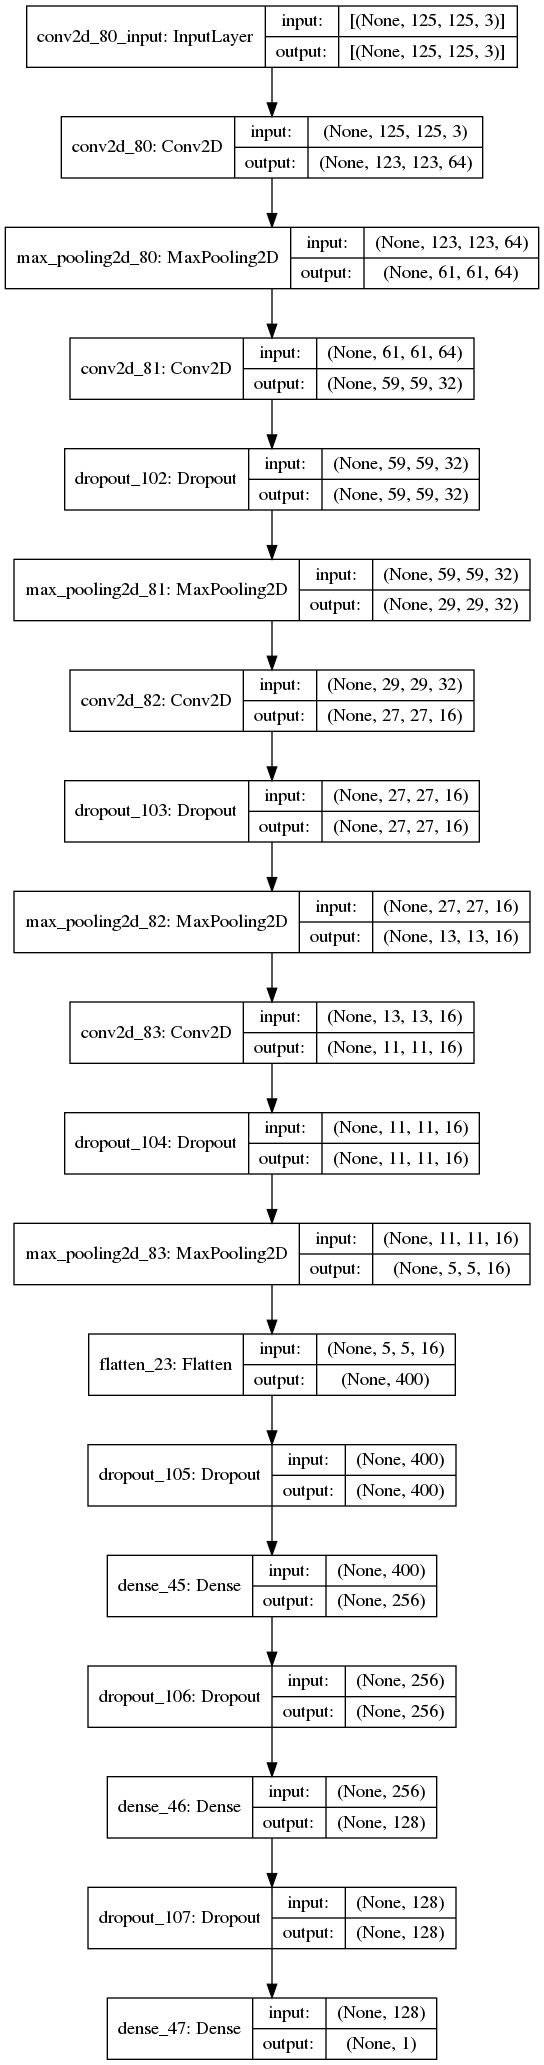 conv2d_80_input: InputLayer
input: [(None, 125, 125, 3)]
output: [(None, 125, 125, 3)]
conv2d_80: Conv2D
input: (None, 125, 125, 3)
output: (None, 123, 123, 64)
max_pooling2d_80: MaxPooling2D
input: (None, 123, 123, 64)
output: (None, 61, 61, 64)
conv2d_81: Conv2D
input: (None, 61, 61, 64)
output: (None, 59, 59, 32)
dropout_102: Dropout
input: (None, 59, 59, 32)
output: (None, 59, 59, 32)
max_pooling2d_81: MaxPooling2D
input: (None, 59, 59, 32)
output: (None, 29, 29, 32)
conv2d_82: Conv2D
input: (None, 29, 29, 32)
output: (None, 27, 27, 16)
dropout_103: Dropout
input: (None, 27, 27, 16)
output: (None, 27, 27, 16)
max_pooling2d_82: MaxPooling2D
input: (None, 27, 27, 16)
output: (None, 13, 13, 16)
conv2d_83: Conv2D
input: (None, 13, 13, 16)
output: (None, 11, 11, 16)
dropout_104: Dropout
input: (None, 11, 11, 16)
output: (None, 11, 11, 16)
max_pooling2d_83: MaxPooling2D
input: (None, 11, 11, 16)
output: (None, 5, 5, 16)
flatten_23: Flatten
input: (None, 5, 5, 16)
output: (None, 400)
dropout_105: Dropout
input: (None, 400)
output: (None, 400)
dense_45: Dense
input: (None, 400)
output: (None, 256)
dropout_106: Dropout
input: (None, 256)
output: (None, 256)
dense_46: Dense
input: (None, 256)
output: (None, 128)
dropout_107: Dropout
input: (None, 128)
output: (None, 128)
dense_47: Dense
input: (None, 128)
output: (None, 1)